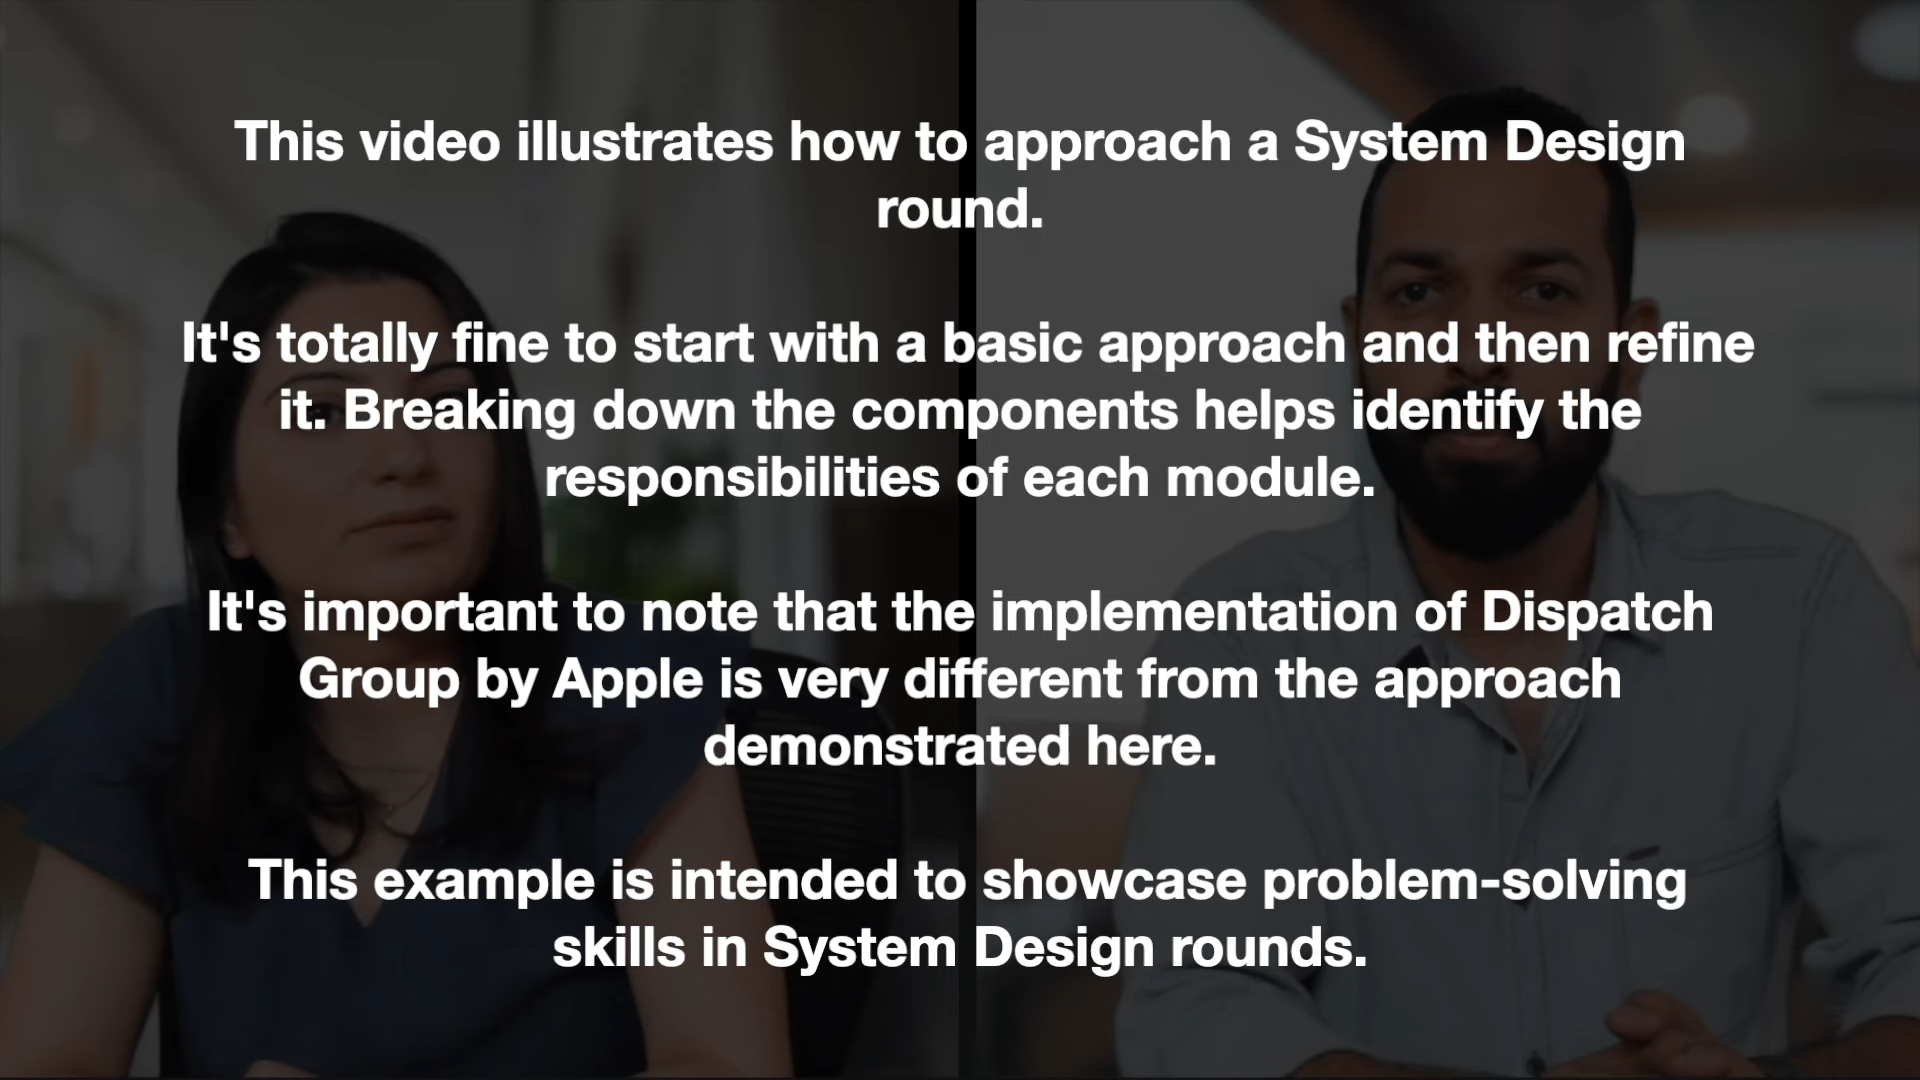 This video illustrates how to approach a System Design
round.
It's totally fine to start with a basic approach and then refine
it. Breaking down the components helps identify the
responsibilities of each module.
It's important to note that the implementation of Dispatch
Group by Apple is very different from the approach
demonstrated here.
This example is intended to showcase problem-solving
skills in System Design rounds.